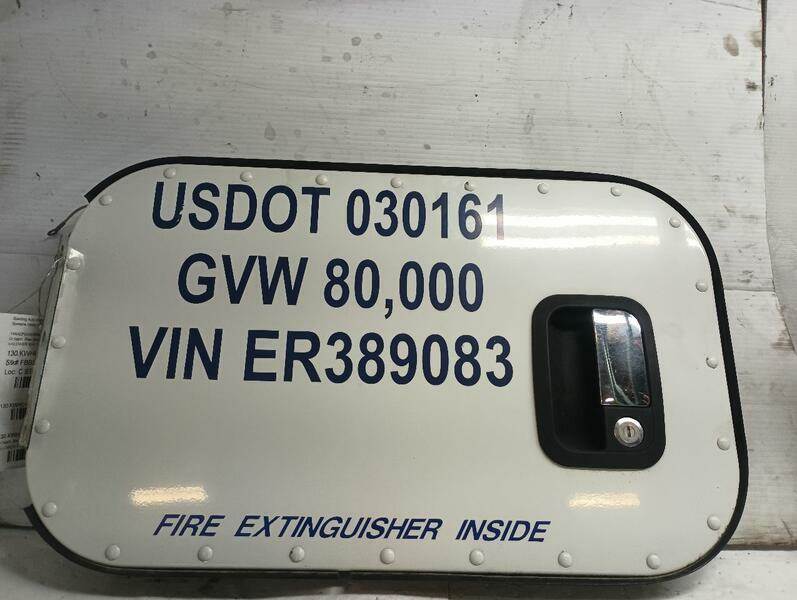 USDOT 030161
GVW 80,000
VIN ER389083
FIRE EXTINGUISHER INSIDE